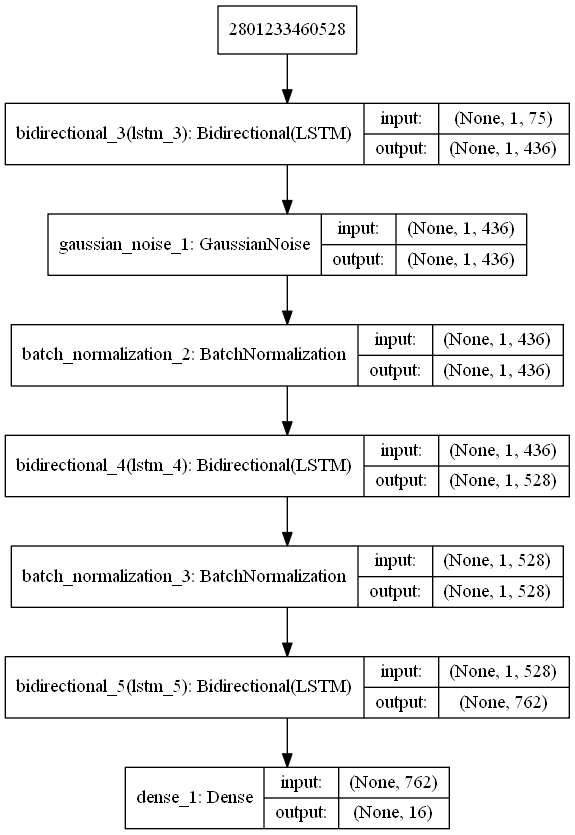 2801233460528
bidirectional_3(lstm_3): Bidirectional(LSTM)
input: (None, 1, 75)
output: (None, 1, 436)
gaussian_noise_1: GaussianNoise
input: (None, 1, 436)
output: (None, 1, 436)
batch_normalization_2: BatchNormalization
input: (None, 1, 436)
output: (None, 1, 436)
bidirectional_4(lstm_4): Bidirectional(LSTM)
input: (None, 1, 436)
output: (None, 1, 528)
batch_normalization_3: BatchNormalization
input: (None, 1, 528)
output: (None, 1, 528)
bidirectional_5(lstm_5): Bidirectional(LSTM)
input: (None, 1, 528)
output: (None, 762)
dense_1: Dense
input: (None, 762)
output: (None, 16)